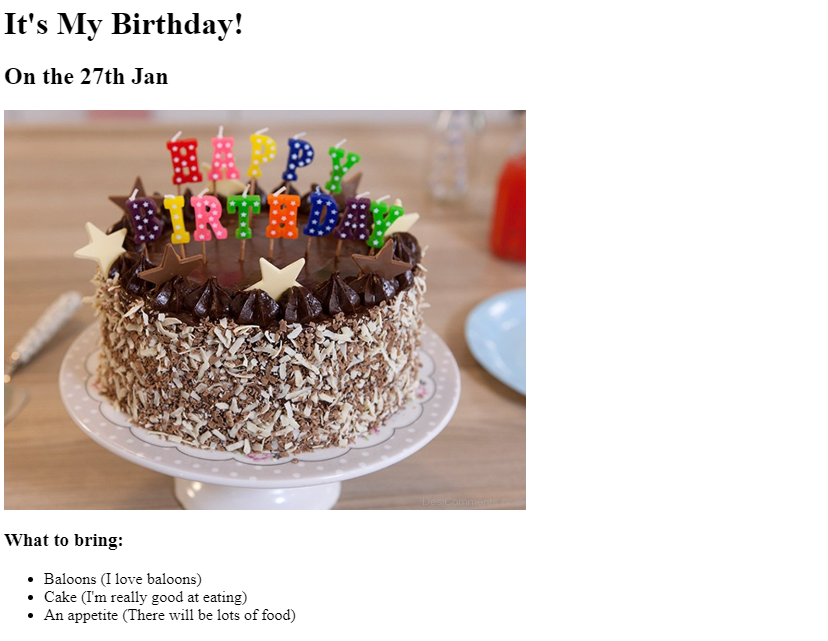 It's My Birthday!
On the 27th Jan
HAPPY
BIRTHDAY
What to bring:
Baloons (I love baloons)
Cake (I'm really good at eating)
An appetite (There will be lots of food)